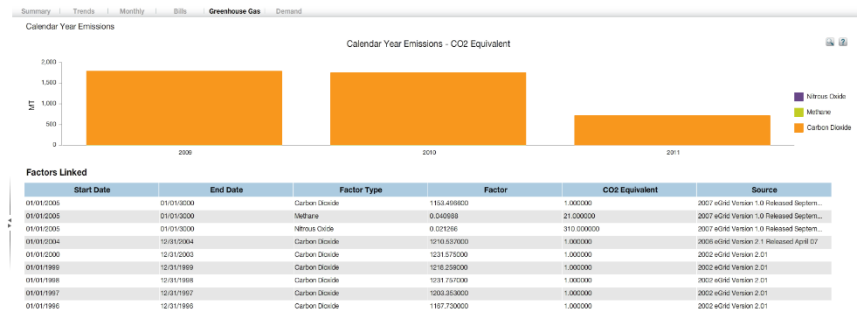 Summary Trends Monthly Bills Greenhouse Gas Demand
Calendar Year Emissions
Calendar Year Emissions - CO2 Equivalent
2,000
1,500
1,000
500
0
MT
2009 2010 2011
Nitrous Oxide
Methane
Carbon Dioxide
Factors Linked
Start Date End Date Factor Type Factor CO2 Equivalent Source
01/01/2005 01/01/3000 Carbon Dioxide 1153.498800 1.000000 2007 eGrid Version 1.0 Released Septem...
01/01/2005 01/01/3000 Methane 0.040988 21.000000 2007 eGrid Version 1.0 Released Septem...
01/01/2005 01/01/3000 Nitrous Oxide 0.021266 310.000000 2007 eGrid Version 1.0 Released Septem...
01/01/2004 12/31/2004 Carbon Dioxide 1210.537000 1.000000 2006 eGrid Version 2.1 Released April 07
01/01/2000 12/31/2003 Carbon Dioxide 1231.575000 1.000000 2002 eGrid Version 2.01
01/01/1999 12/31/1999 Carbon Dioxide 1218.259000 1.000000 2002 eGrid Version 2.01
01/01/1998 12/31/1998 Carbon Dioxide 1231.757000 1.000000 2002 eGrid Version 2.01
01/01/1997 12/31/1997 Carbon Dioxide 1203.353000 1.000000 2002 eGrid Version 2.01
01/01/1996 12/31/1996 Carbon Dioxide 1167.730000 1.000000 2002 eGrid Version 2.01